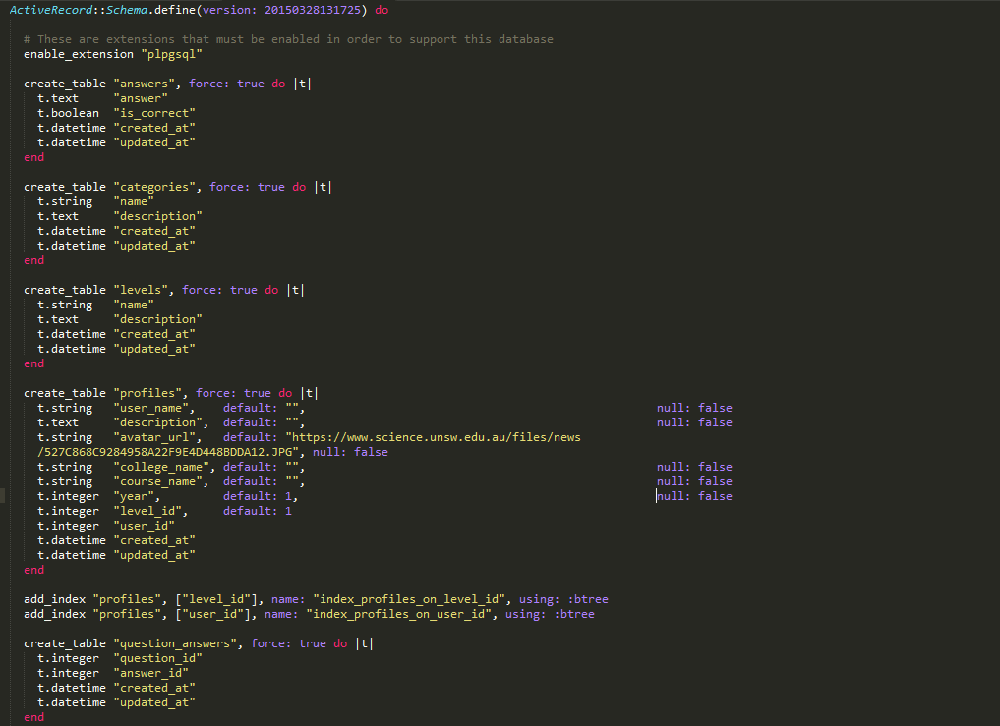 ActiveRecord::Schema.define(version: 20150328131725) do
# These are extensions that must be enabled in order to support this database
enable_extension "plpgsql"
create_table "answers", force: true do |t|
t.text     "answer"
t.boolean  "is_correct"
t.datetime "created_at"
t.datetime "updated_at"
end
create_table "categories", force: true do |t|
t.string   "name"
t.text     "description"
t.datetime "created_at"
t.datetime "updated_at"
end
create_table "levels", force: true do |t|
t.string   "name"
t.text     "description"
t.datetime "created_at"
t.datetime "updated_at"
end
create_table "profiles", force: true do |t|
t.string   "user_name",    default: "",                                                   null: false
t.text     "description",  default: "",                                                   null: false
t.string   "avatar_url",   default: "https://www.science.unsw.edu.au/files/news
/527C868C9284958A22F9E4D448BDDA12.JPG", null: false
t.string   "college_name", default: "",                                                   null: false
t.string   "course_name",  default: "",                                                   null: false
t.integer  "year",         default: 1,                                                    null: false
t.integer  "level_id",     default: 1
t.integer  "user_id"
t.datetime "created_at"
t.datetime "updated_at"
end
add_index "profiles", ["level_id"], name: "index_profiles_on_level_id", using: :btree
add_index "profiles", ["user_id"], name: "index_profiles_on_user_id", using: :btree
create_table "question_answers", force: true do |t|
t.integer  "question_id"
t.integer  "answer_id"
t.datetime "created_at"
t.datetime "updated_at"
end